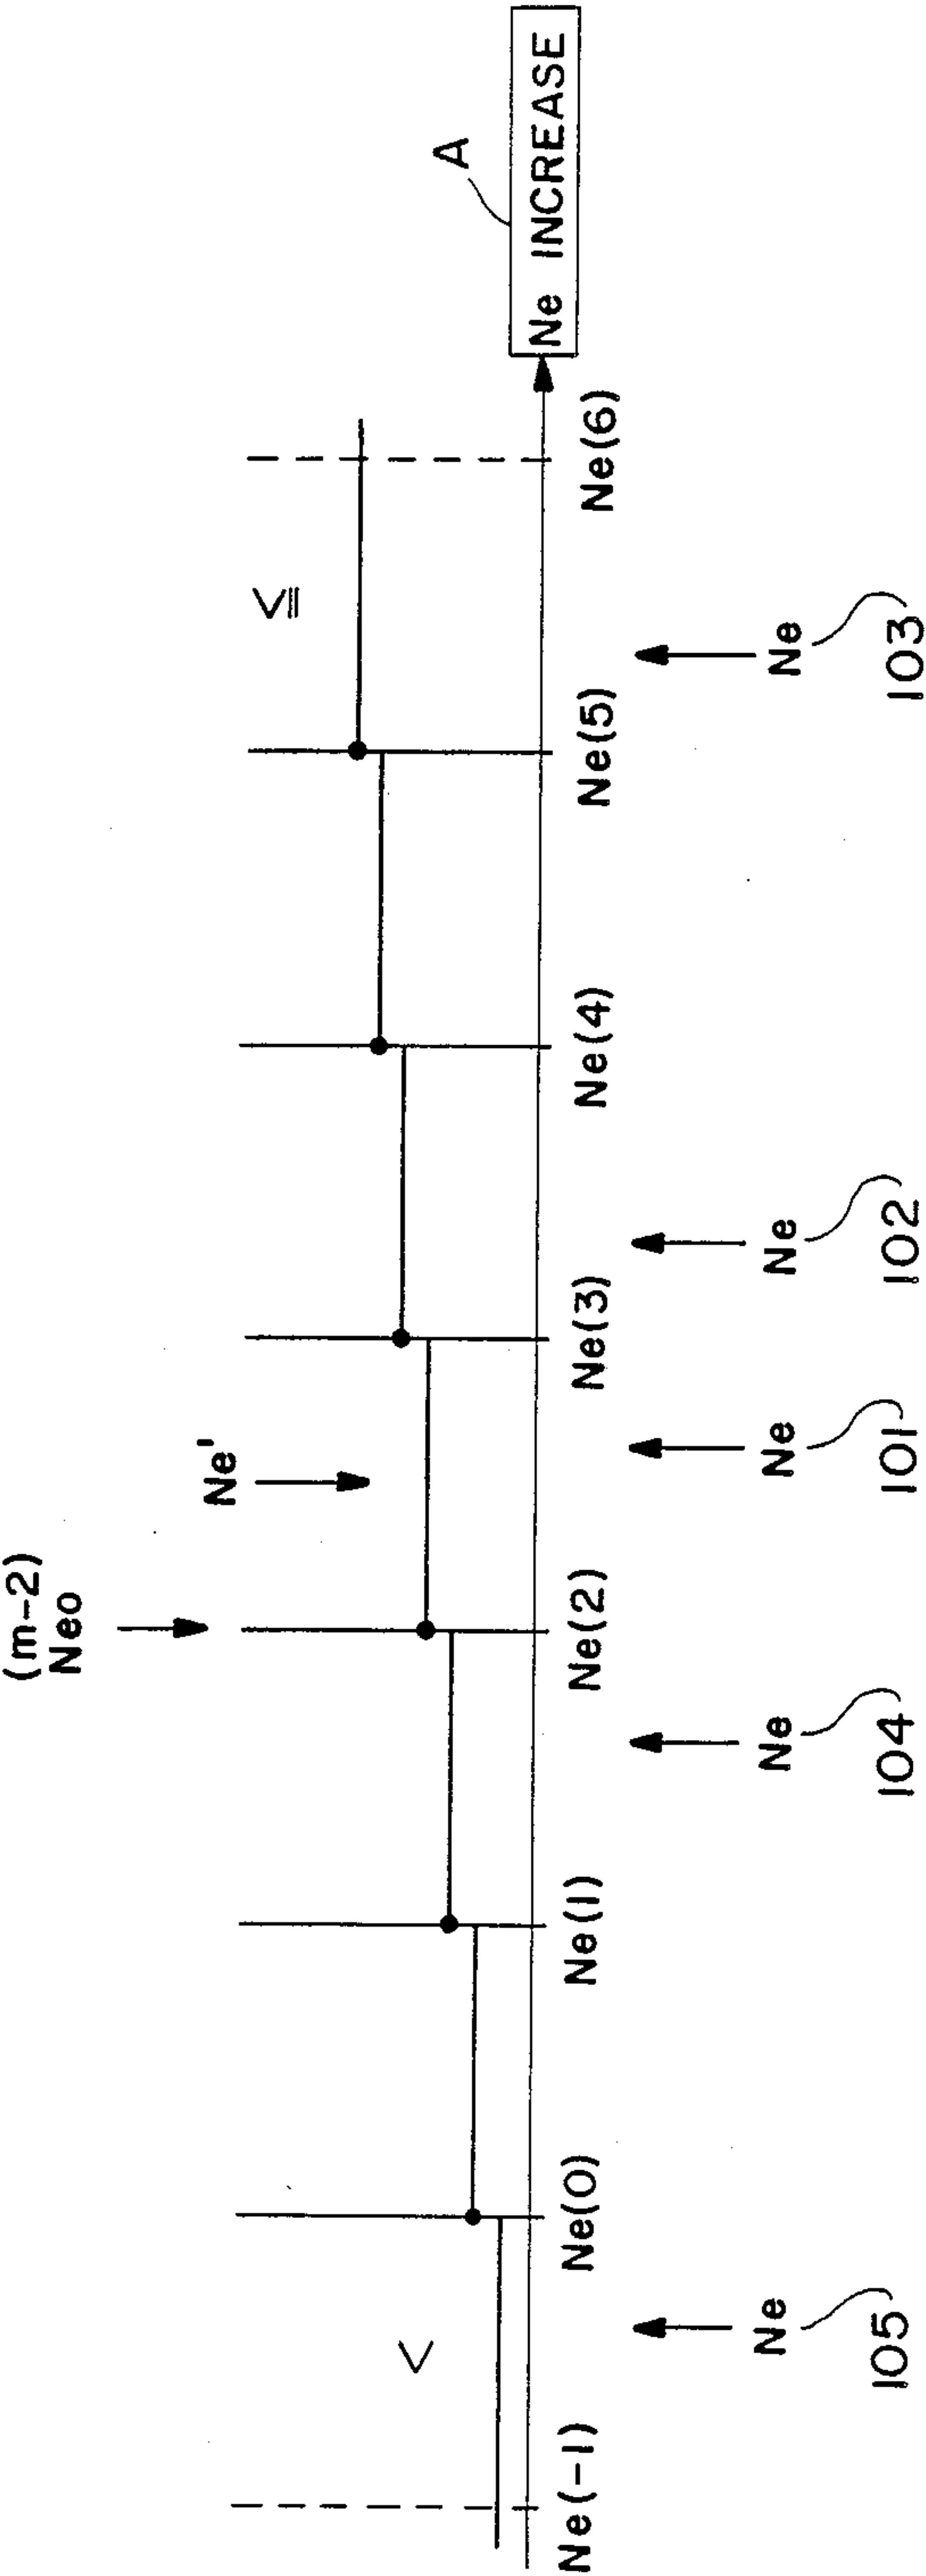 (m-2)
Neo
Ne'
<
≦
A
Ne INCREASE
Ne(-1)
Ne(0)
Ne(1)
Ne(2)
Ne(3)
Ne(4)
Ne(5)
Ne(6)
Ne
Ne
Ne
Ne
Ne
105
104
101
102
103